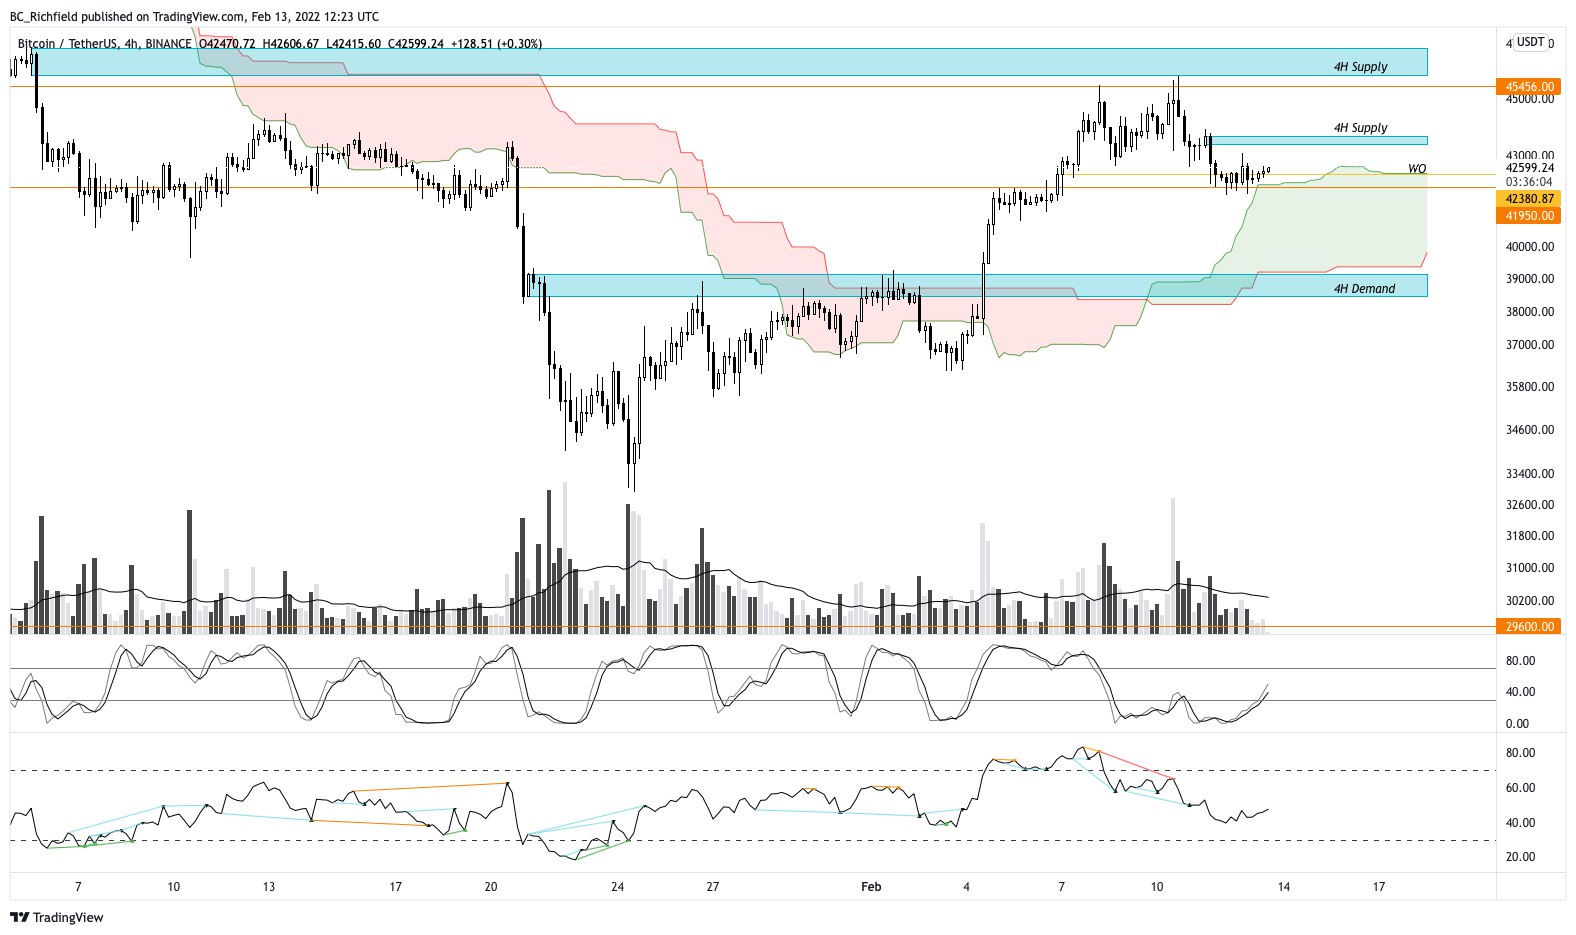 BC_Richfield published on TradingView.com, Feb 13, 2022 12:23 UTC
Bitcoin / TetherUS, 4h, BINANCE O42470.72 H42606.67 L42415.60 C42599.24 +128.51 (+0.30%)
USDT
4H Supply
45456.00
45000.00
4H Supply
43000.00
WO
42599.24
03:36:04
42380.87
41950.00
40000.00
39000.00
4H Demand
38000.00
37000.00
35800.00
34600.00
33400.00
32600.00
31800.00
31000.00
30200.00
29600.00
80.00
40.00
0.00
80.00
60.00
40.00
20.00
7 10 13 17 20 24 27 Feb 4 7 10 14 17
TradingView